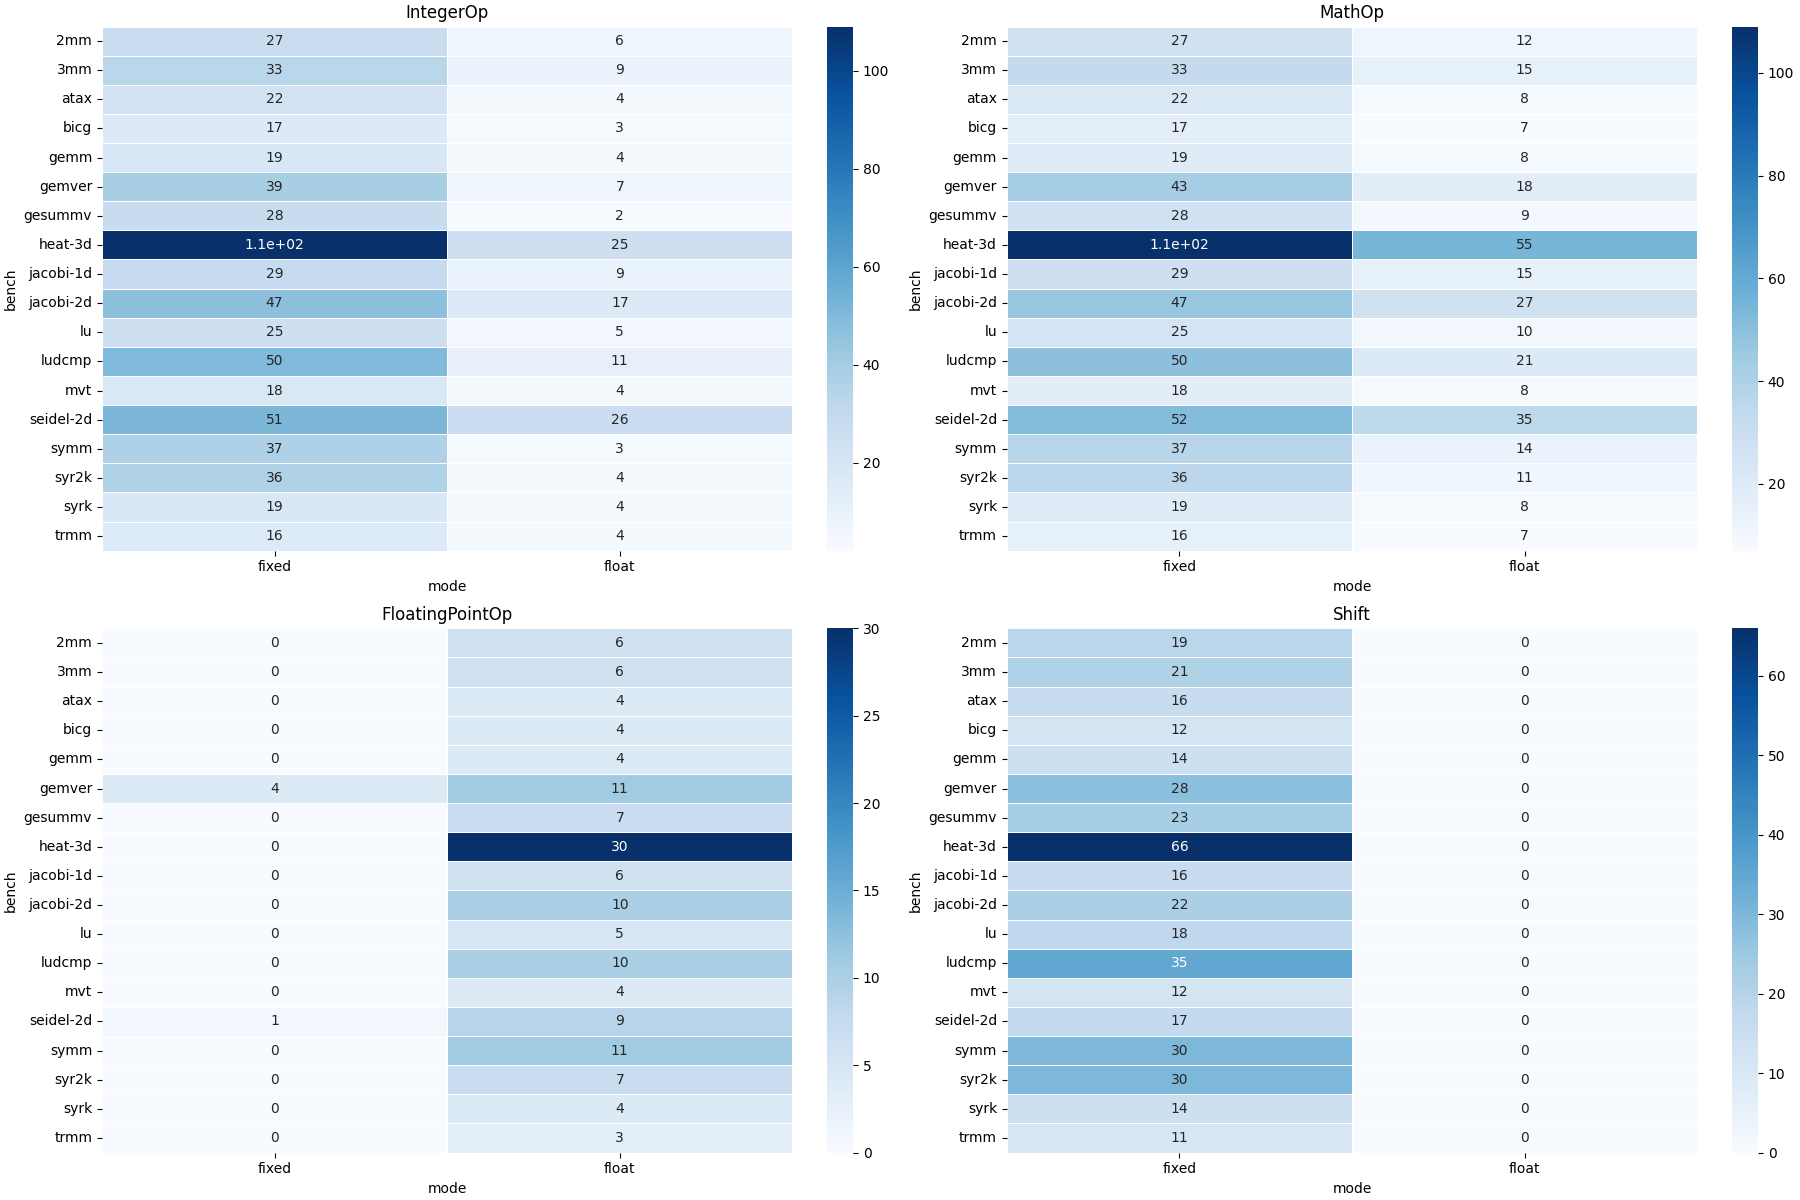 IntegerOp
2mm 27 6
3mm 33 9
atax 22 4
bicg 17 3
gemm 19 4
gemver 39 7
gesummv 28 2
heat-3d 1.1e+02 25
jacobi-1d 29 9
jacobi-2d 47 17
lu 25 5
ludcmp 50 11
mvt 18 4
seidel-2d 51 26
symm 37 3
syr2k 36 4
syrk 19 4
trmm 16 4
fixed float
mode
bench
100
80
60
40
20
MathOp
2mm 27 12
3mm 33 15
atax 22 8
bicg 17 7
gemm 19 8
gemver 43 18
gesummv 28 9
heat-3d 1.1e+02 55
jacobi-1d 29 15
jacobi-2d 47 27
lu 25 10
ludcmp 50 21
mvt 18 8
seidel-2d 52 35
symm 37 14
syr2k 36 11
syrk 19 8
trmm 16 7
fixed float
mode
bench
100
80
60
40
20
FloatingPointOp
2mm 0 6
3mm 0 6
atax 0 4
bicg 0 4
gemm 0 4
gemver 4 11
gesummv 0 7
heat-3d 0 30
jacobi-1d 0 6
jacobi-2d 0 10
lu 0 5
ludcmp 0 10
mvt 0 4
seidel-2d 1 9
symm 0 11
syr2k 0 7
syrk 0 4
trmm 0 3
fixed float
mode
bench
30
25
20
15
10
5
0
Shift
2mm 19 0
3mm 21 0
atax 16 0
bicg 12 0
gemm 14 0
gemver 28 0
gesummv 23 0
heat-3d 66 0
jacobi-1d 16 0
jacobi-2d 22 0
lu 18 0
ludcmp 35 0
mvt 12 0
seidel-2d 17 0
symm 30 0
syr2k 30 0
syrk 14 0
trmm 11 0
fixed float
mode
bench
60
50
40
30
20
10
0